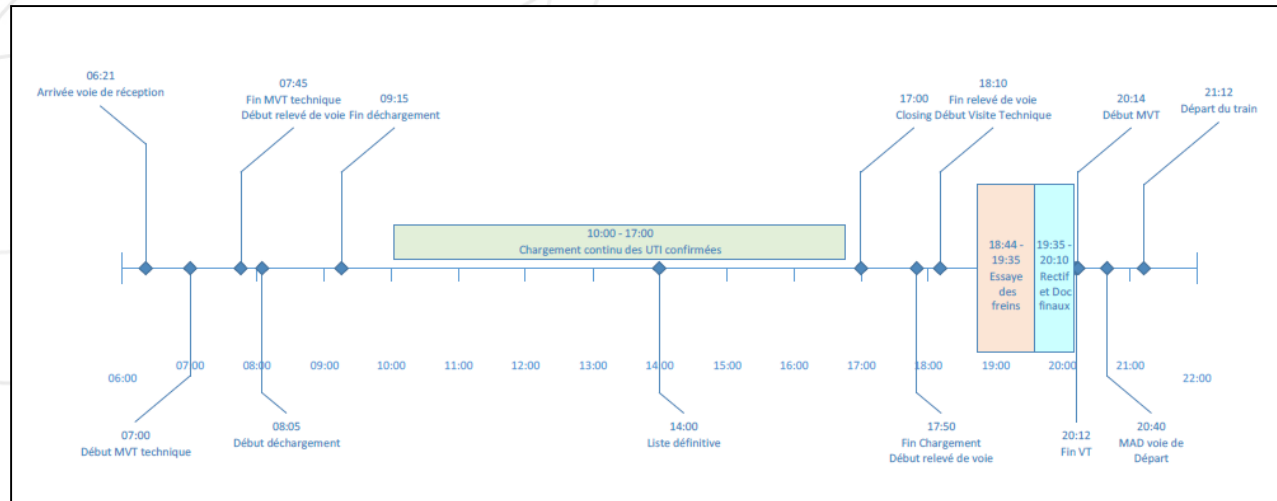 06:21
Arrivée voie de réception
07:45
Fin MVT technique
Début relevé de voie
09:15
Fin déchargement
17:00
Closing
18:10
Fin relevé de voie
Début Visite Technique
20:14
Début MVT
21:12
Départ du train
10:00 - 17:00
Chargement continu des UTI confirmées
18:44 -
19:35
Essaye
des
freins
19:35 -
20:10
Rectif
et Doc
finaux
06:00
07:00
08:00
09:00
10:00
11:00
12:00
13:00
14:00
15:00
16:00
17:00
18:00
19:00
20:00
21:00
22:00
07:00
Début MVT technique
08:05
Début déchargement
14:00
Liste définitive
17:50
Fin Chargement
Début relevé de voie
20:12
Fin VT
20:40
MAD voie de
Départ